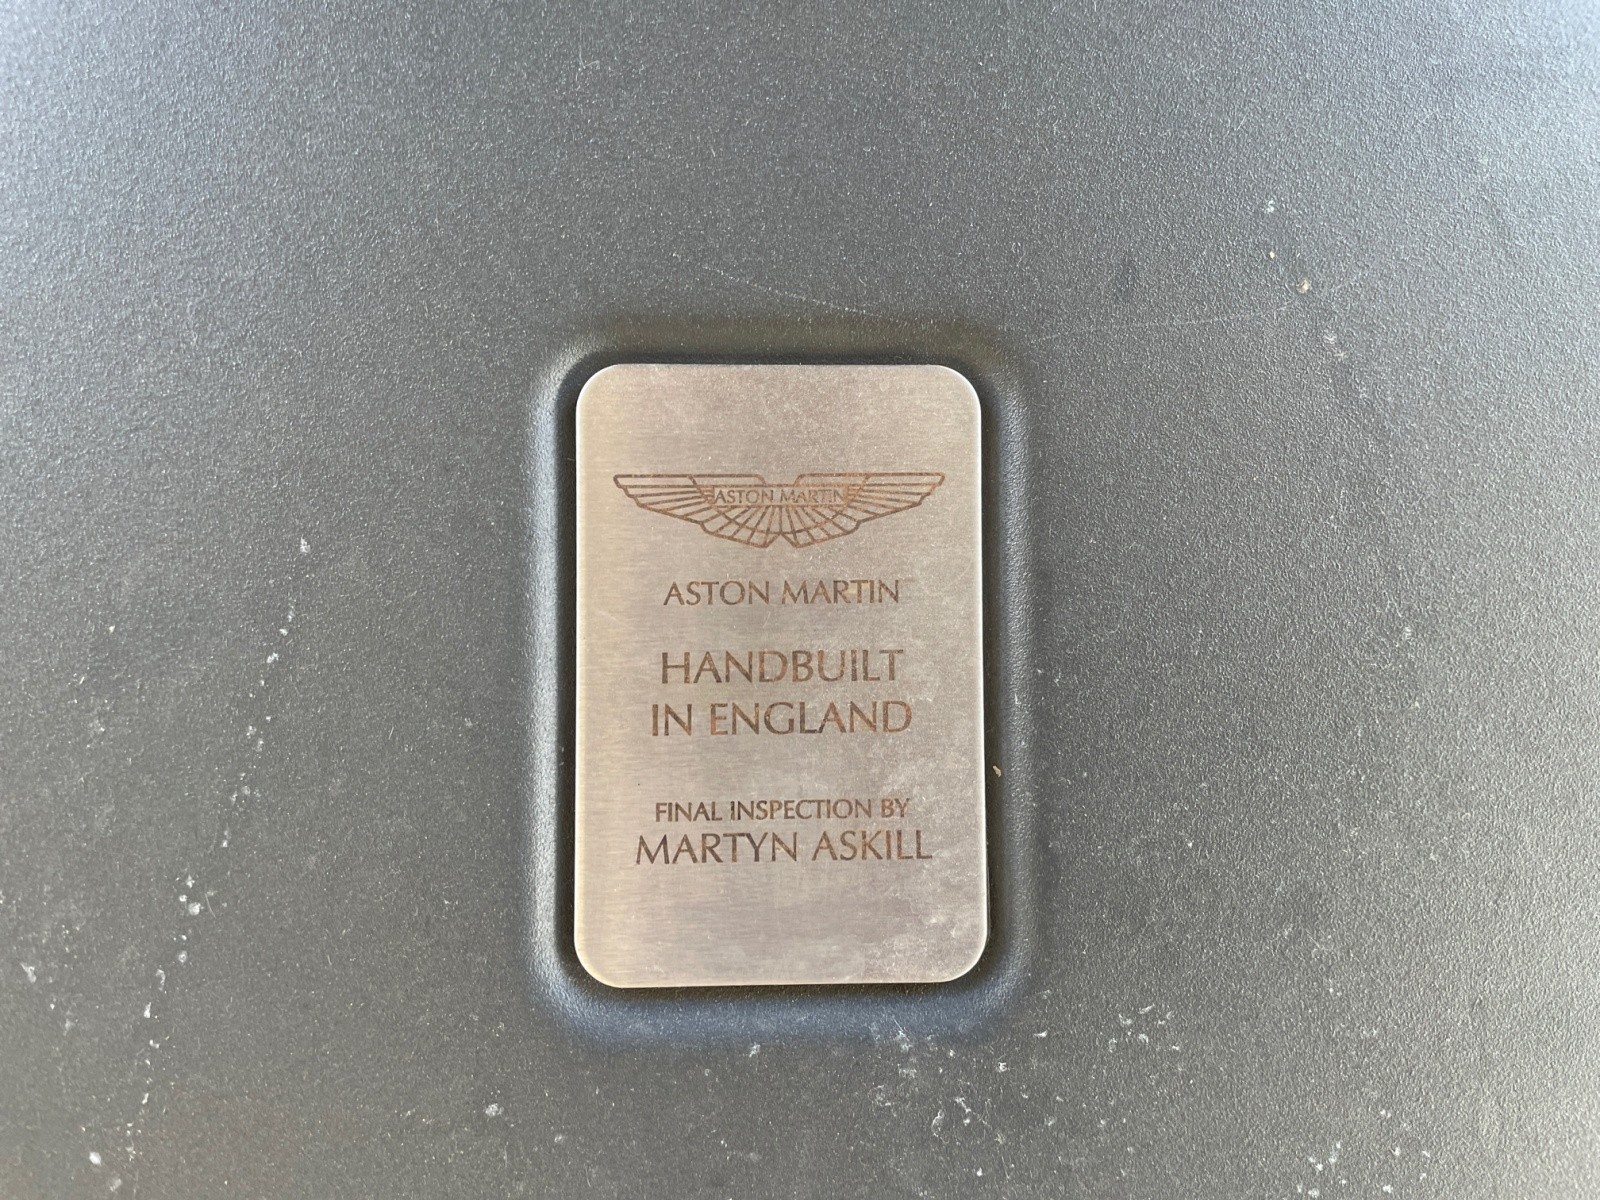 ASTON MARTIN
ASTON MARTIN
HANDBUILT
IN ENGLAND
FINAL INSPECTION BY
MARTYN ASKILL